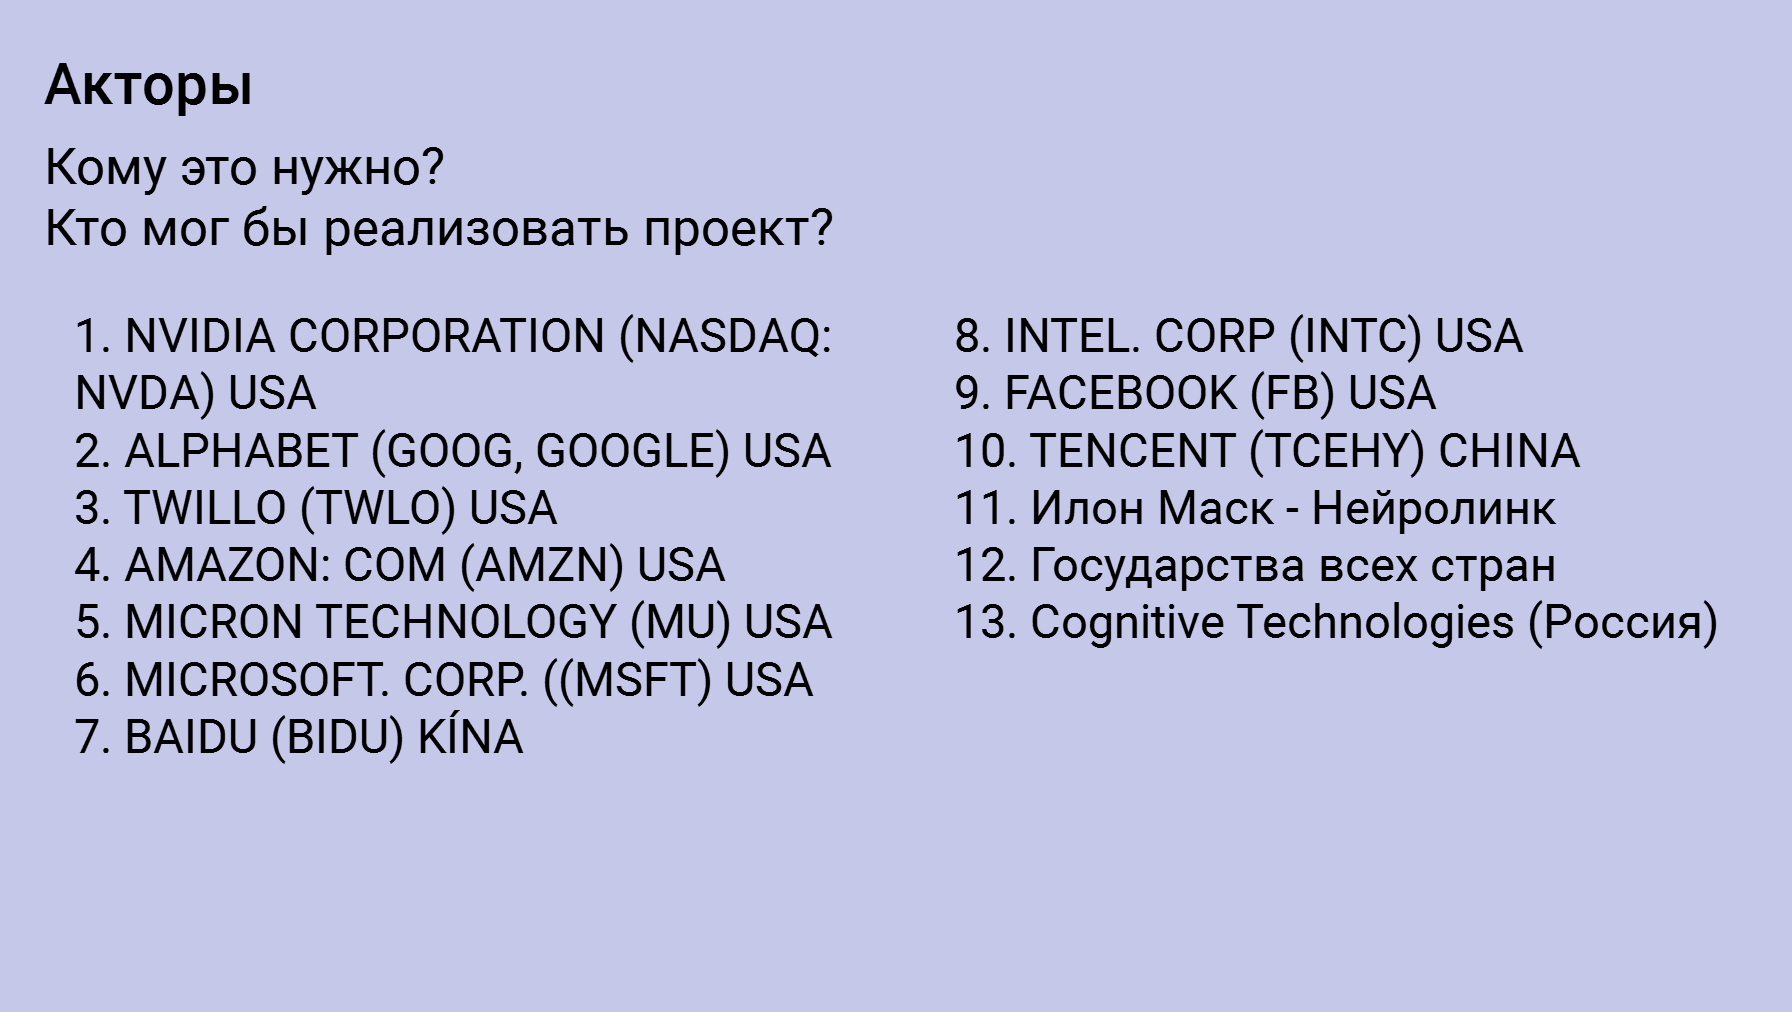 Акторы
Кому это нужно?
Кто мог бы реализовать проект?
1. NVIDIA CORPORATION (NASDAQ:
NVDA) USA
2. ALPHABET (GOOG, GOOGLE) USA
3. TWILLO (TWLO) USA
4. AMAZON: COM (AMZN) USA
5. MICRON TECHNOLOGY (MU) USA
6. MICROSOFT. CORP. ((MSFT) USA
7. BAIDU (BIDU) KÍNA
8. INTEL. CORP (INTC) USA
9. FACEBOOK (FB) USA
10. TENCENT (TCEHY) CHINA
11. Илон Маск - Нейролинк
12. Государства всех стран
13. Cognitive Technologies (Россия)